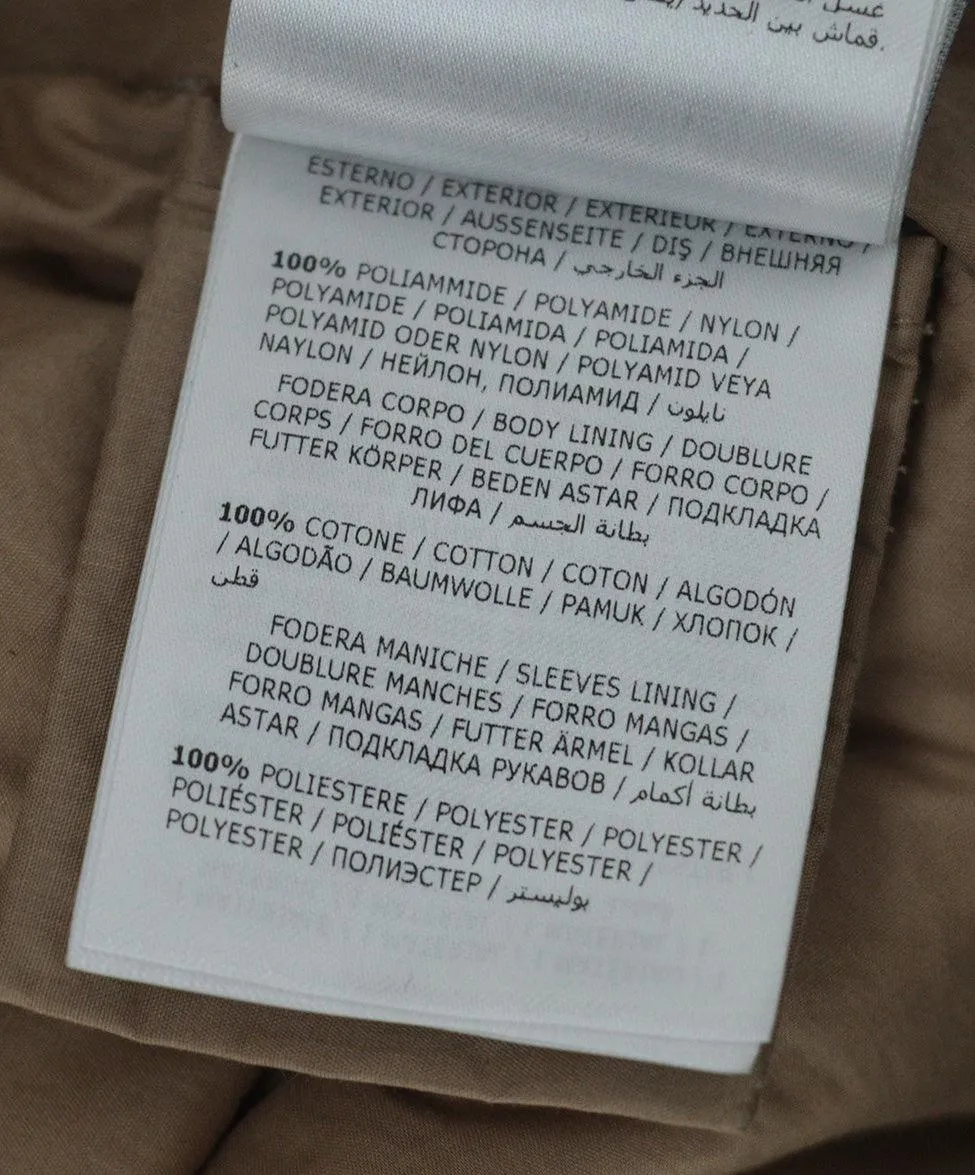 غسل
قماش بين الحديد
ESTERNO / EXTERIOR / EXTERIEUR / EXTERNO /
EXTERIOR / AUSSENSEITE / DIŞ / ВНЕШНЯЯ
СТОРОНА / الجزء الخارجي
100% POLIAMMIDE / POLYAMIDE / NYLON /
POLYAMIDE / POLIAMIDA / POLIAMIDA /
POLYAMID ODER NYLON / POLYAMID VEYA
NAYLON / НЕЙЛОН, ПОЛИАМИД / نايلون
FODERA CORPO / BODY LINING / DOUBLURE
CORPS / FORRO DEL CUERPO / FORRO CORPO /
FUTTER KÖRPER / BEDEN ASTAR / ПОДКЛАДКА
ЛИФА / بطانة الجسم
100% COTONE / COTTON / COTON / ALGODÓN
/ ALGODÃO / BAUMWOLLE / PAMUK / ХЛОПОК /
قطن
FODERA MANICHE / SLEEVES LINING /
DOUBLURE MANCHES / FORRO MANGAS /
FORRO MANGAS / FUTTER ÄRMEL / KOLLAR
ASTAR / ПОДКЛАДКА РУКАВОВ / بطانة أكمام
100% POLIESTERE / POLYESTER / POLYESTER /
POLIÉSTER / POLIÉSTER / POLYESTER /
POLYESTER / ПОЛИЭСТЕР / بوليستر